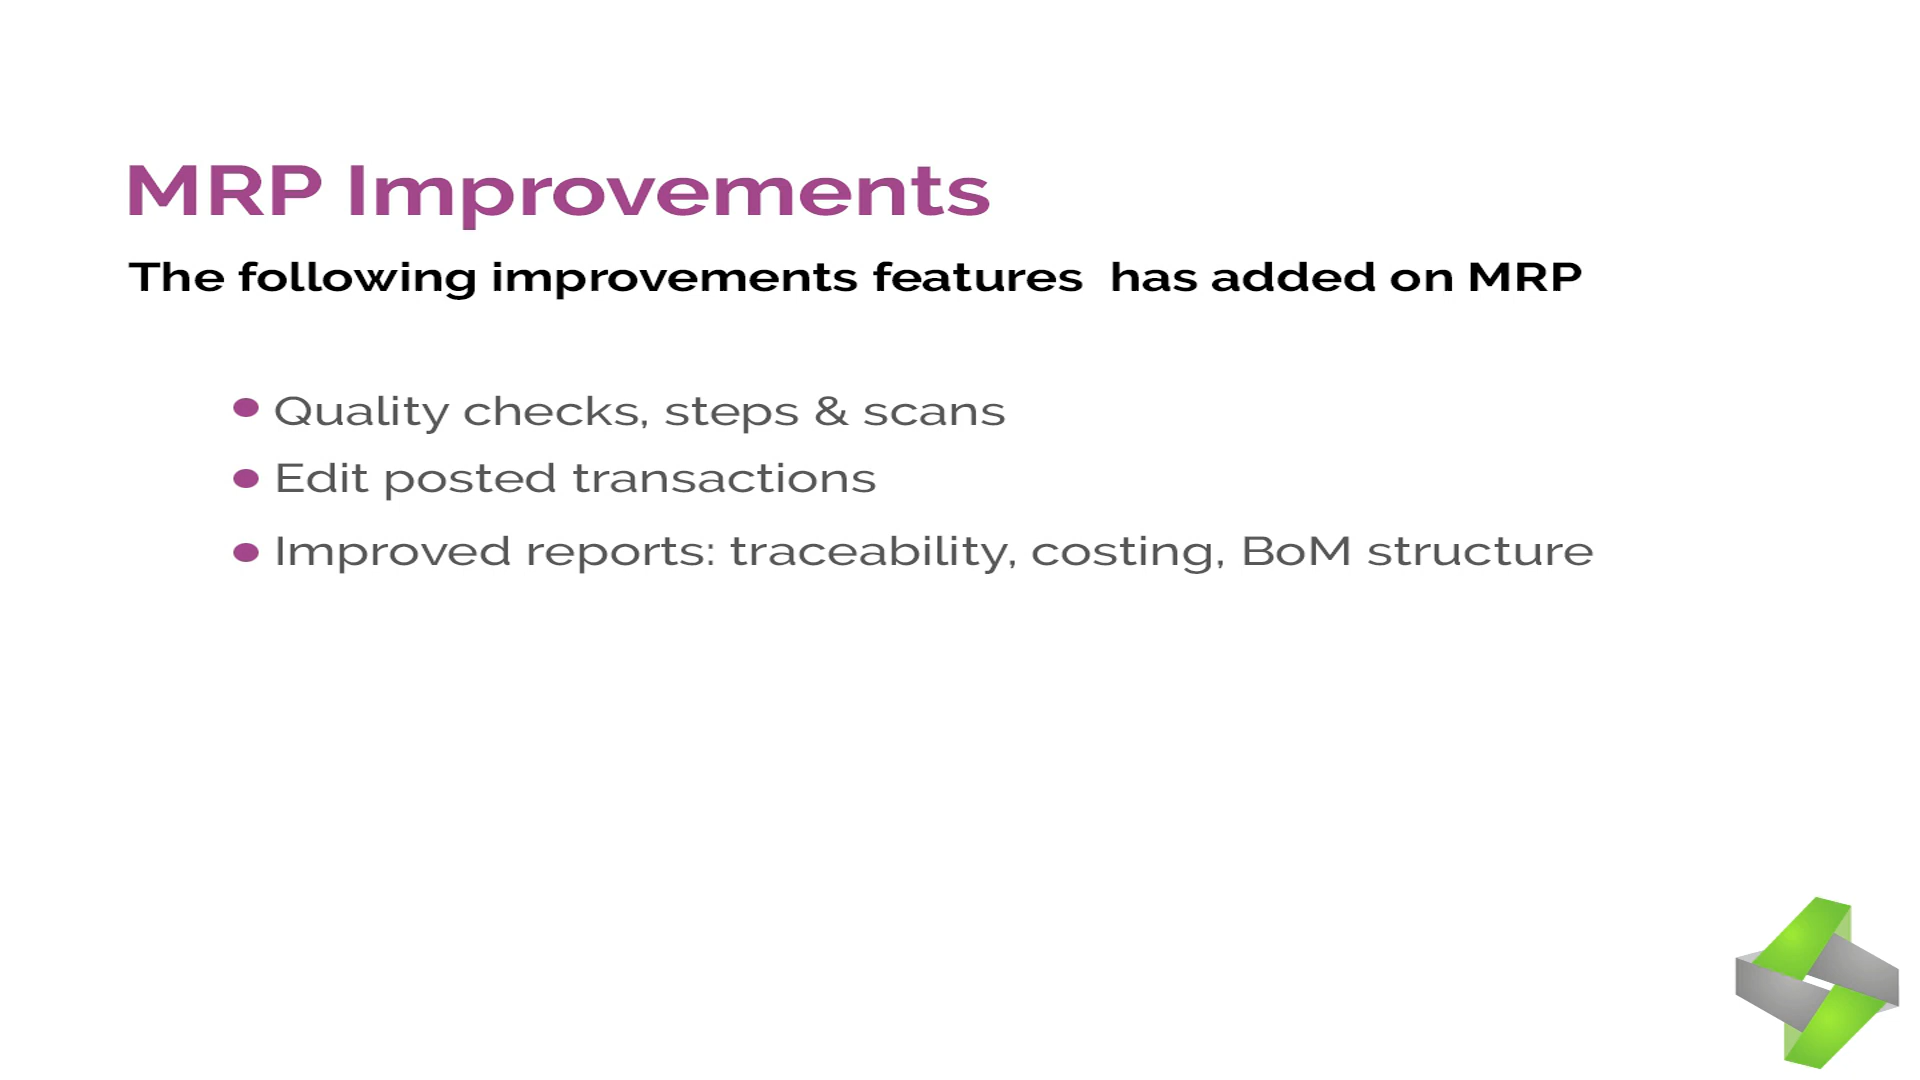 MRP Improvements
The following improvements features  has added on MRP
Quality checks, steps & scans
Edit posted transactions
Improved reports: traceability, costing, BoM structure